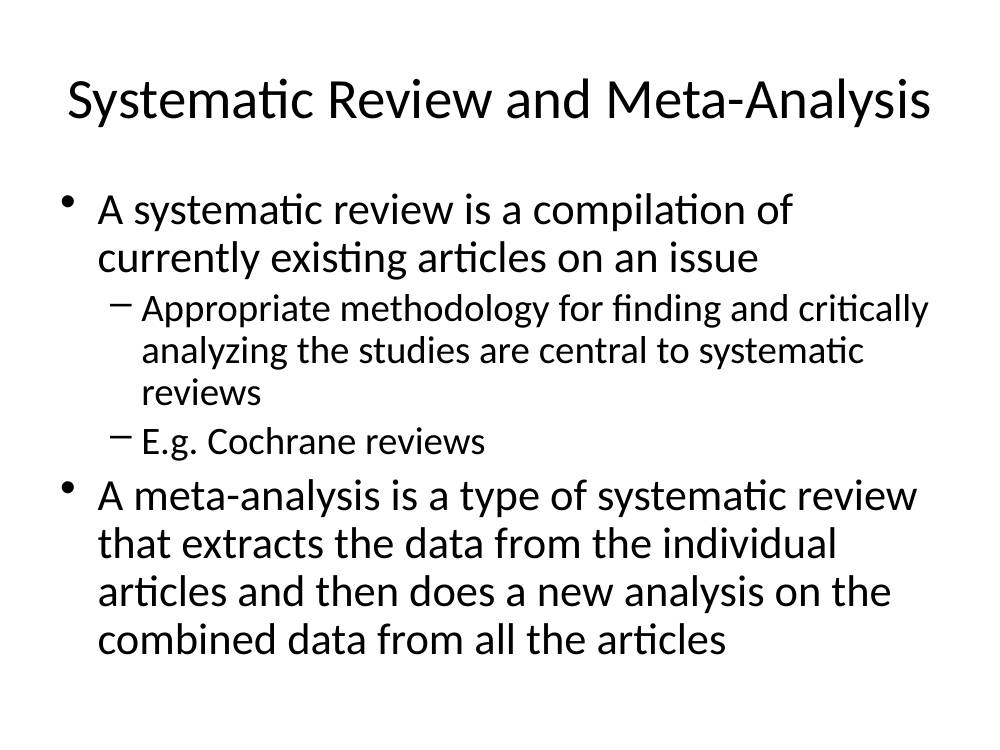 Systematic Review and Meta-Analysis
• A systematic review is a compilation of
currently existing articles on an issue
– Appropriate methodology for finding and critically
analyzing the studies are central to systematic
reviews
– E.g. Cochrane reviews
• A meta-analysis is a type of systematic review
that extracts the data from the individual
articles and then does a new analysis on the
combined data from all the articles